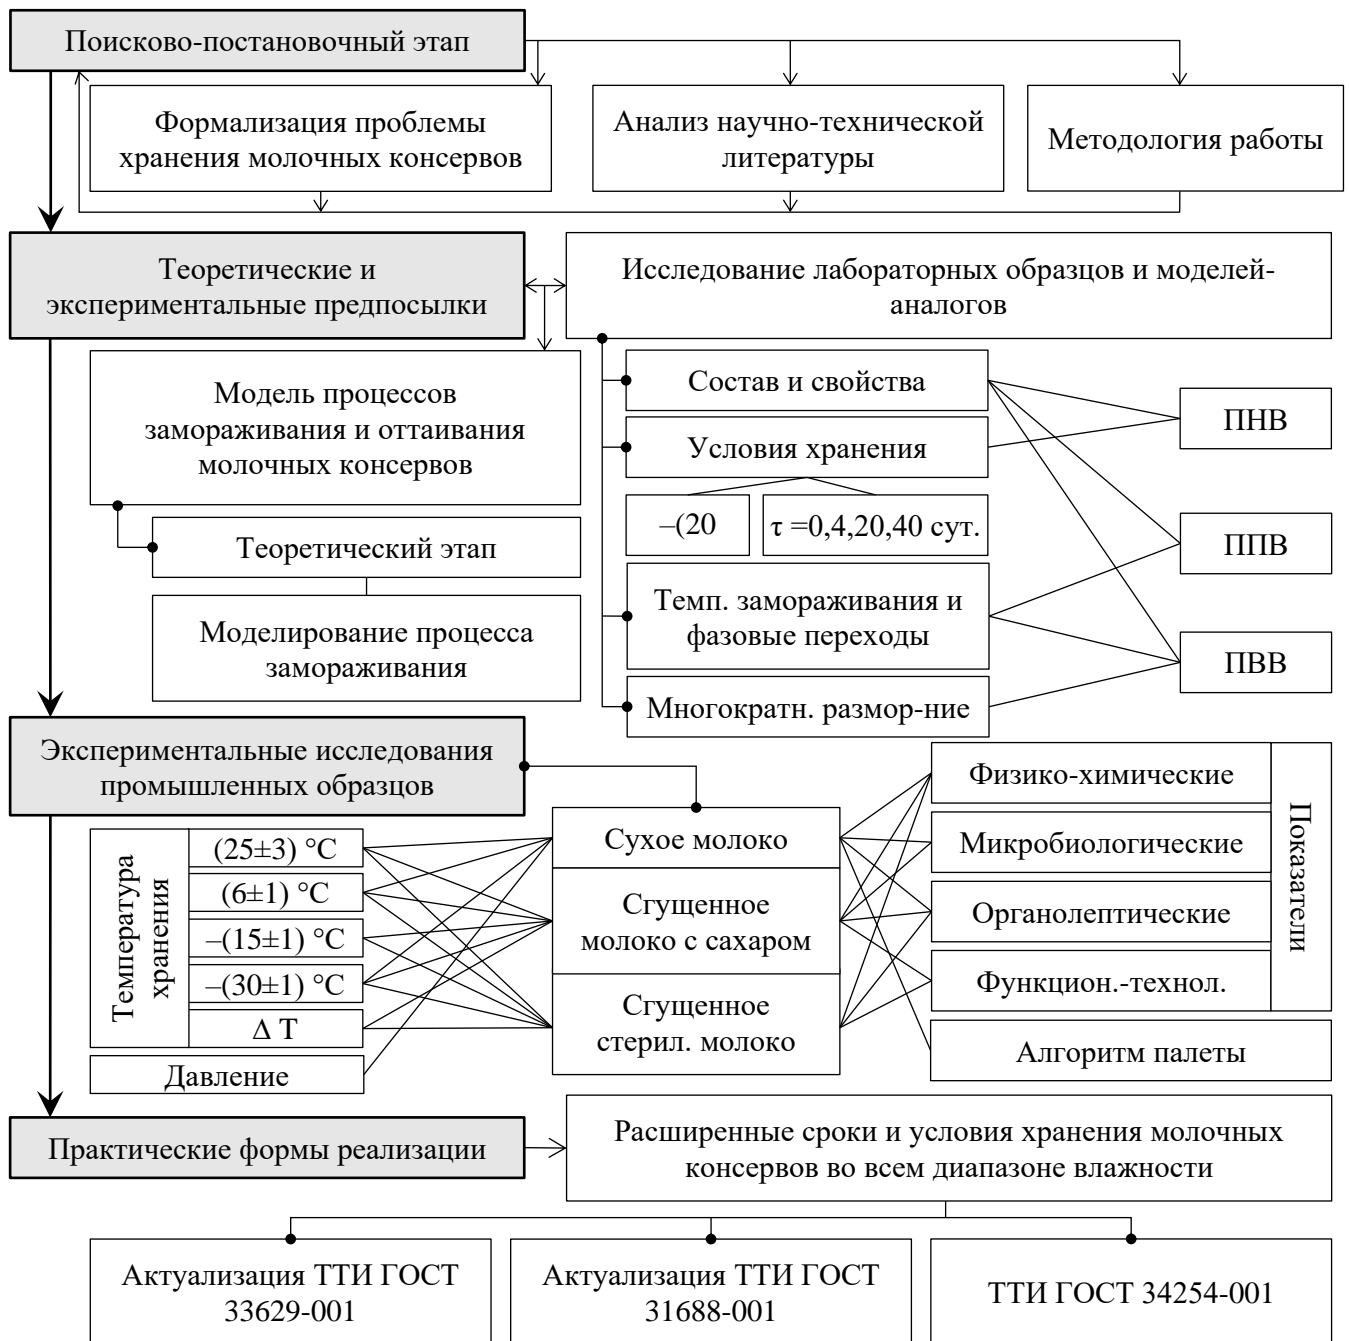 Поисково-постановочный этап
Формализация проблемы
хранения молочных консервов
Анализ научно-технической
литературы
Методология работы
Теоретические и
экспериментальные предпосылки
Исследование лабораторных образцов и моделей-
аналогов
Модель процессов
замораживания и оттаивания
молочных консервов
Теоретический этап
Моделирование процесса
замораживания
Состав и свойства
Условия хранения
–(20
τ =0,4,20,40 сут.
Темп. замораживания и
фазовые переходы
Многократн. размор-ние
ПНВ
ППВ
ПВВ
Экспериментальные исследования
промышленных образцов
Температура
хранения
(25±3) °C
(6±1) °C
–(15±1) °C
–(30±1) °C
Δ T
Давление
Сухое молоко
Сгущенное
молоко с сахаром
Сгущенное
стерил. молоко
Физико-химические
Микробиологические
Органолептические
Функцион.-технол.
Показатели
Алгоритм палеты
Практические формы реализации
Расширенные сроки и условия хранения молочных
консервов во всем диапазоне влажности
Актуализация ТТИ ГОСТ
33629-001
Актуализация ТТИ ГОСТ
31688-001
ТТИ ГОСТ 34254-001